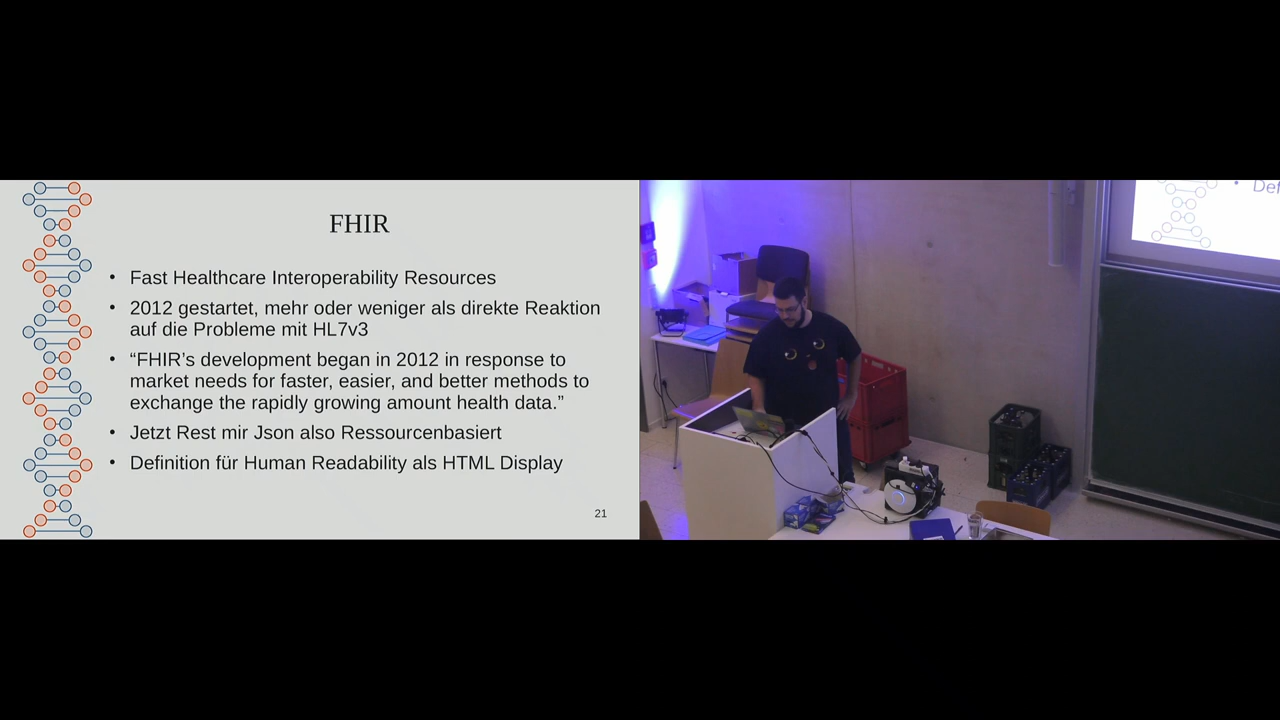 FHIR
• Fast Healthcare Interoperability Resources
• 2012 gestartet, mehr oder weniger als direkte Reaktion
auf die Probleme mit HL7v3
• “FHIR’s development began in 2012 in response to
market needs for faster, easier, and better methods to
exchange the rapidly growing amount health data.”
• Jetzt Rest mir Json also Ressourcenbasiert
• Definition für Human Readability als HTML Display
21
• Def